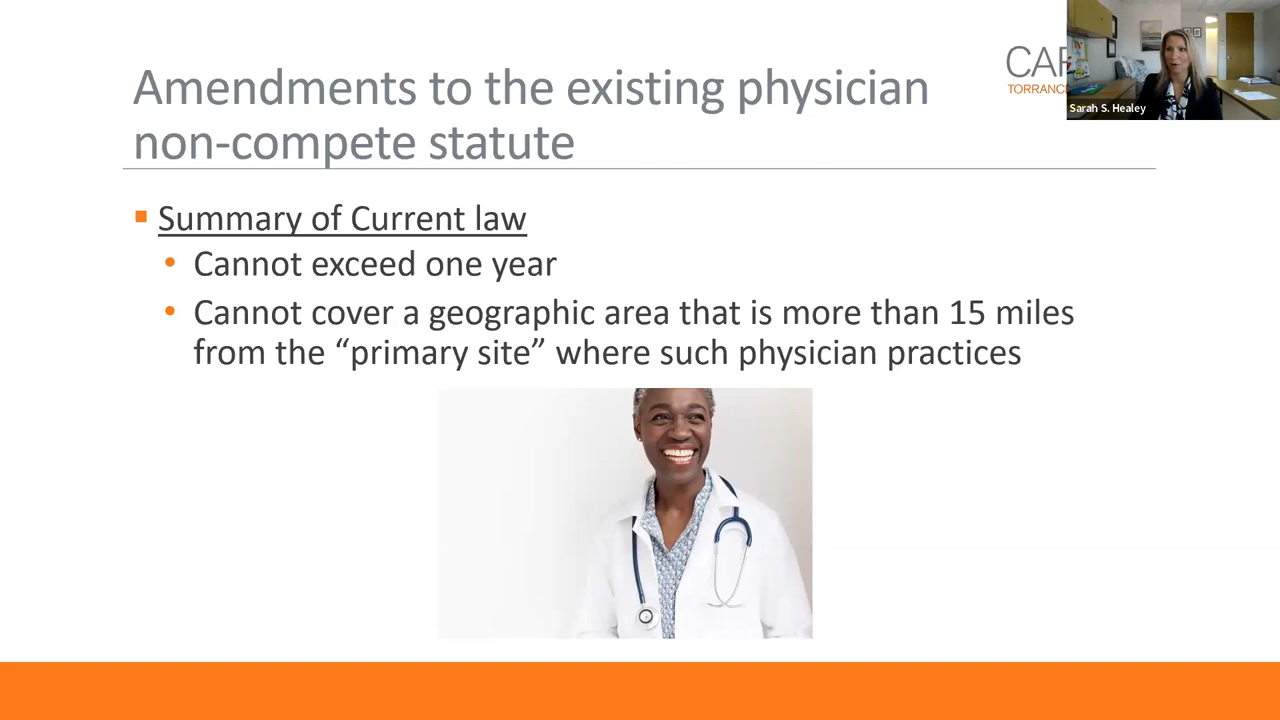 Amendments to the existing physician
non-compete statute
Summary of Current law
Cannot exceed one year
Cannot cover a geographic area that is more than 15 miles
from the “primary site” where such physician practices
Sarah S. Healey